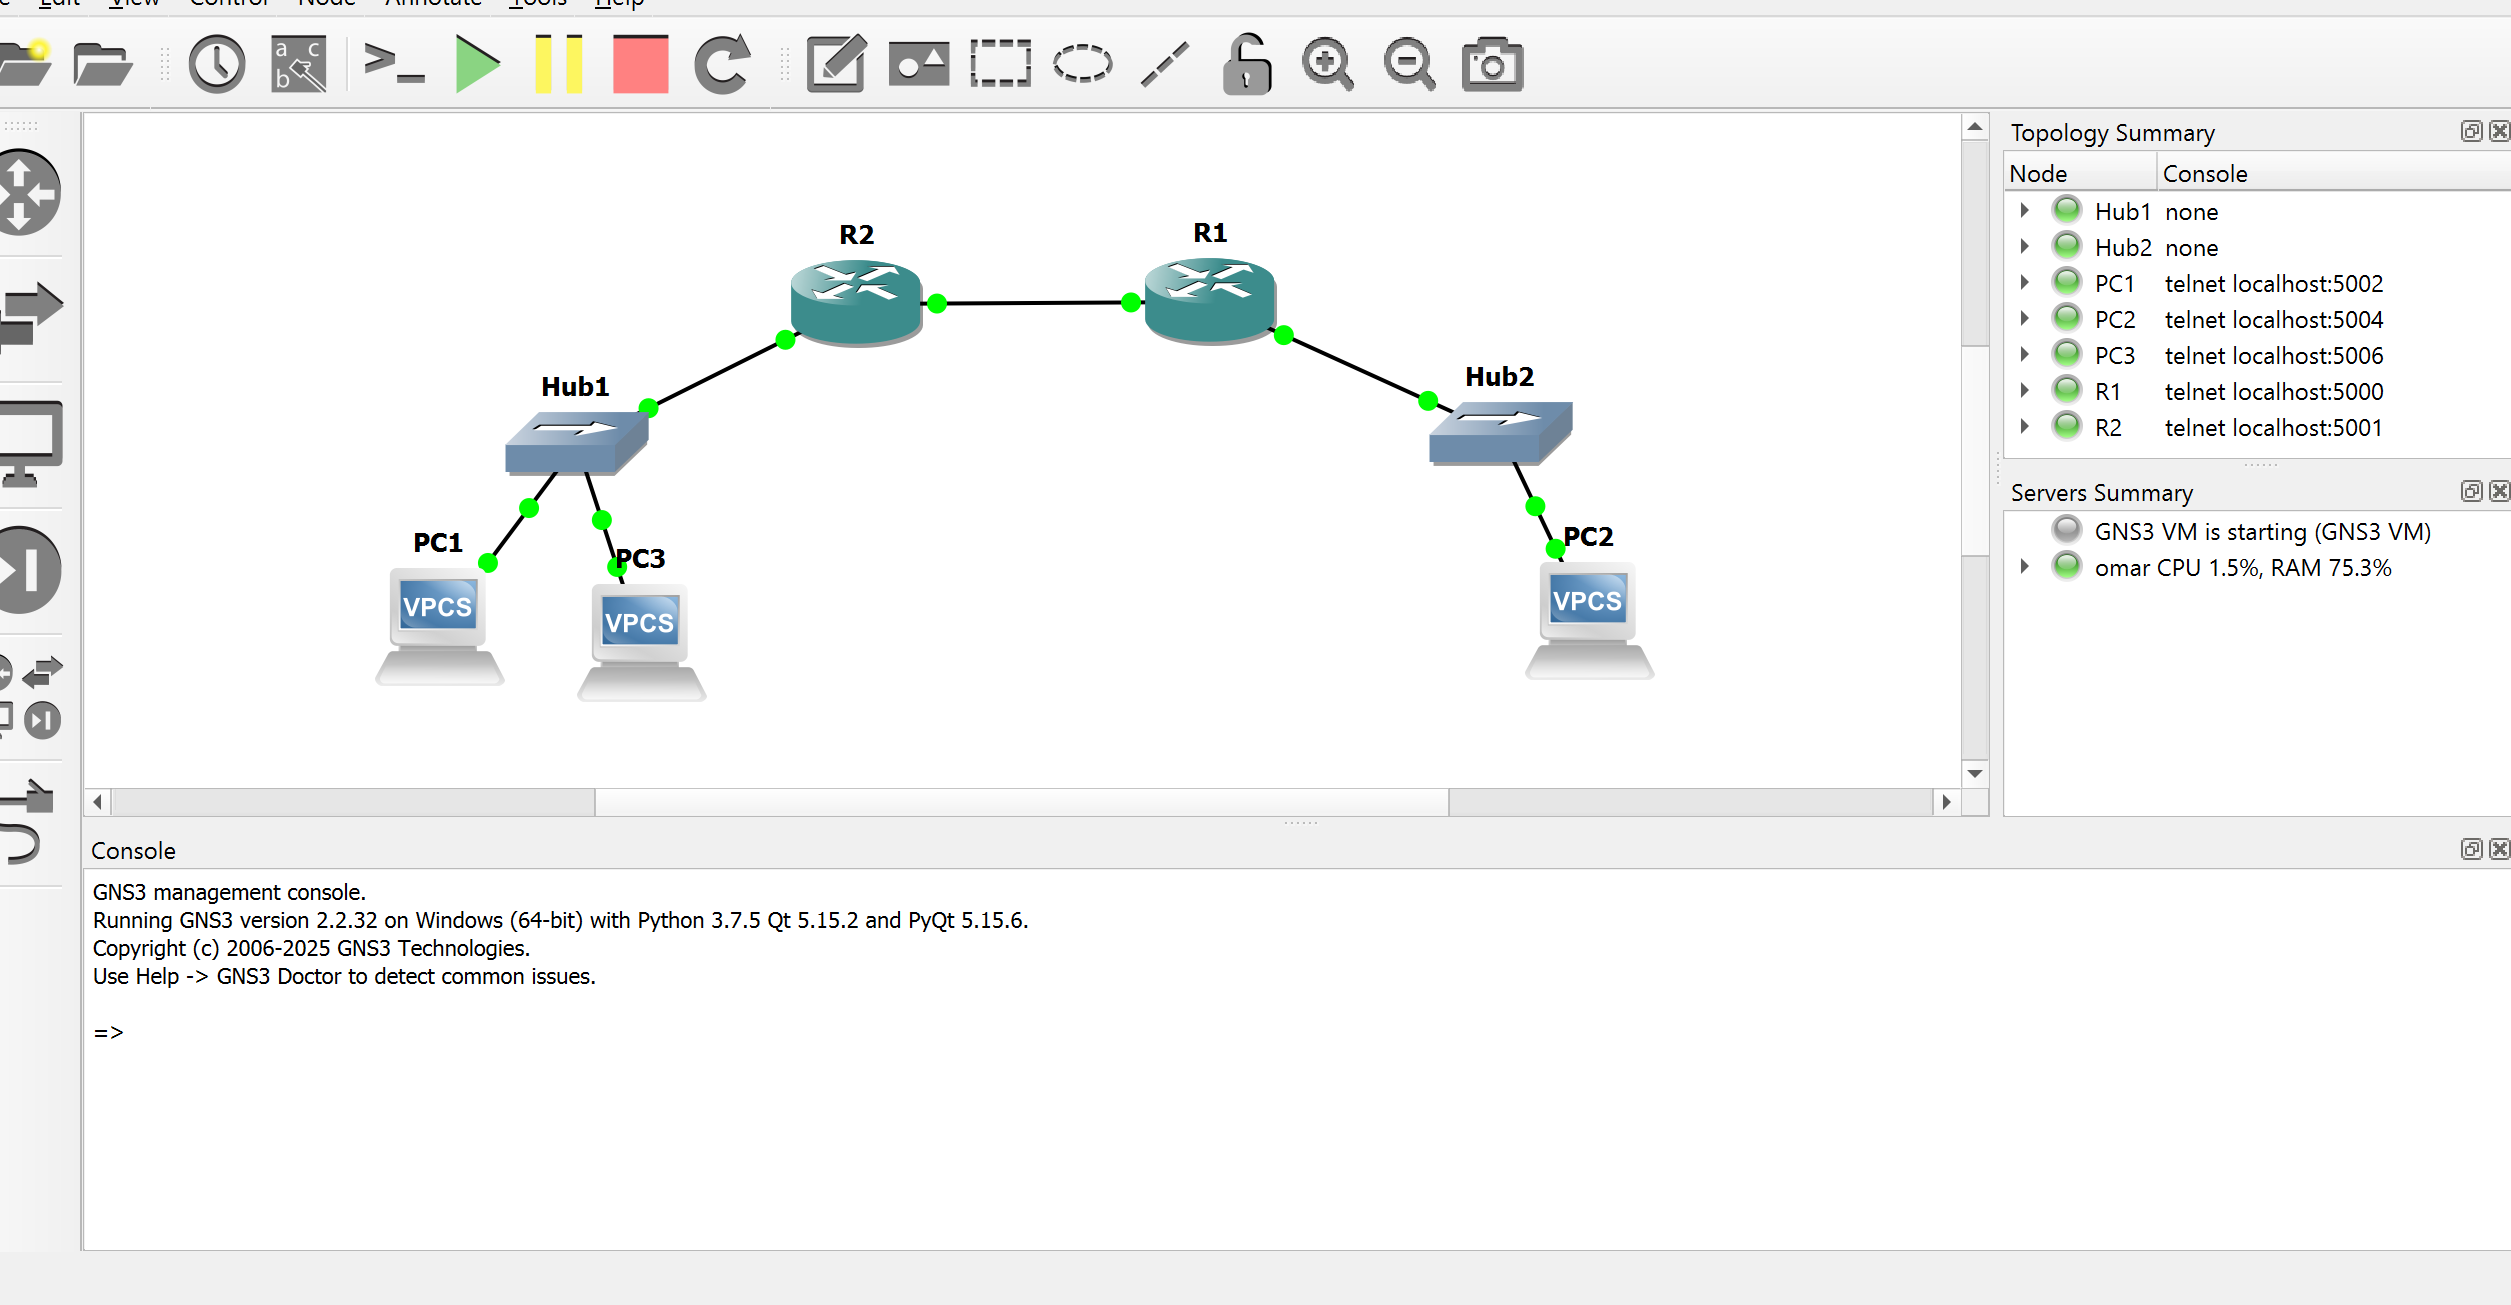 Edit View Control Node Annotate Tools Help
a c
b
>_
R2
R1
Hub1
Hub2
PC1
PC3
PC2
VPCS
VPCS
VPCS
Topology Summary
Node Console
Hub1 none
Hub2 none
PC1 telnet localhost:5002
PC2 telnet localhost:5004
PC3 telnet localhost:5006
R1 telnet localhost:5000
R2 telnet localhost:5001
Servers Summary
GNS3 VM is starting (GNS3 VM)
omar CPU 1.5%, RAM 75.3%
Console
GNS3 management console.
Running GNS3 version 2.2.32 on Windows (64-bit) with Python 3.7.5 Qt 5.15.2 and PyQt 5.15.6.
Copyright (c) 2006-2025 GNS3 Technologies.
Use Help -> GNS3 Doctor to detect common issues.
=>